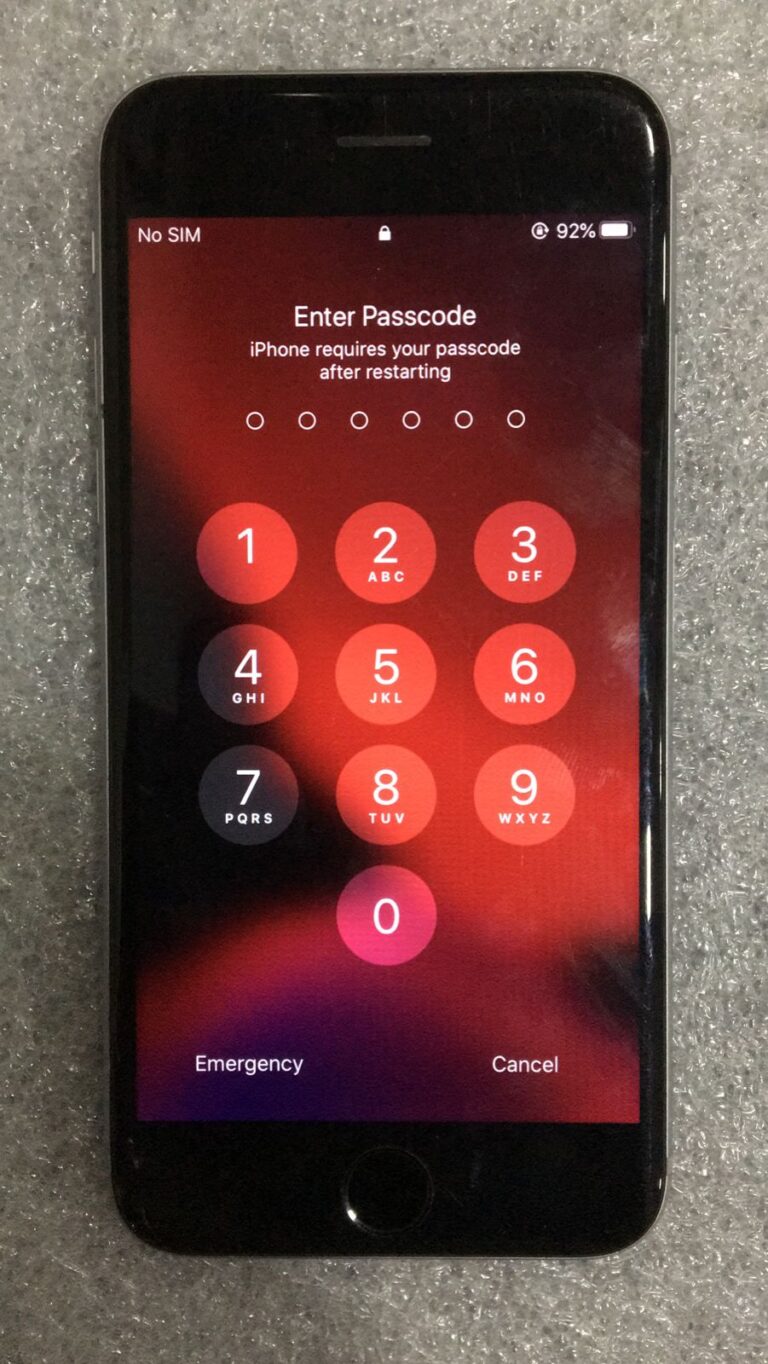 No SIM 92%
Enter Passcode
iPhone requires your passcode
after restarting
1 2 3
ABC DEF
4 5 6
GHI JKL MNO
7 8 9
PQRS TUV WXYZ
0
Emergency Cancel